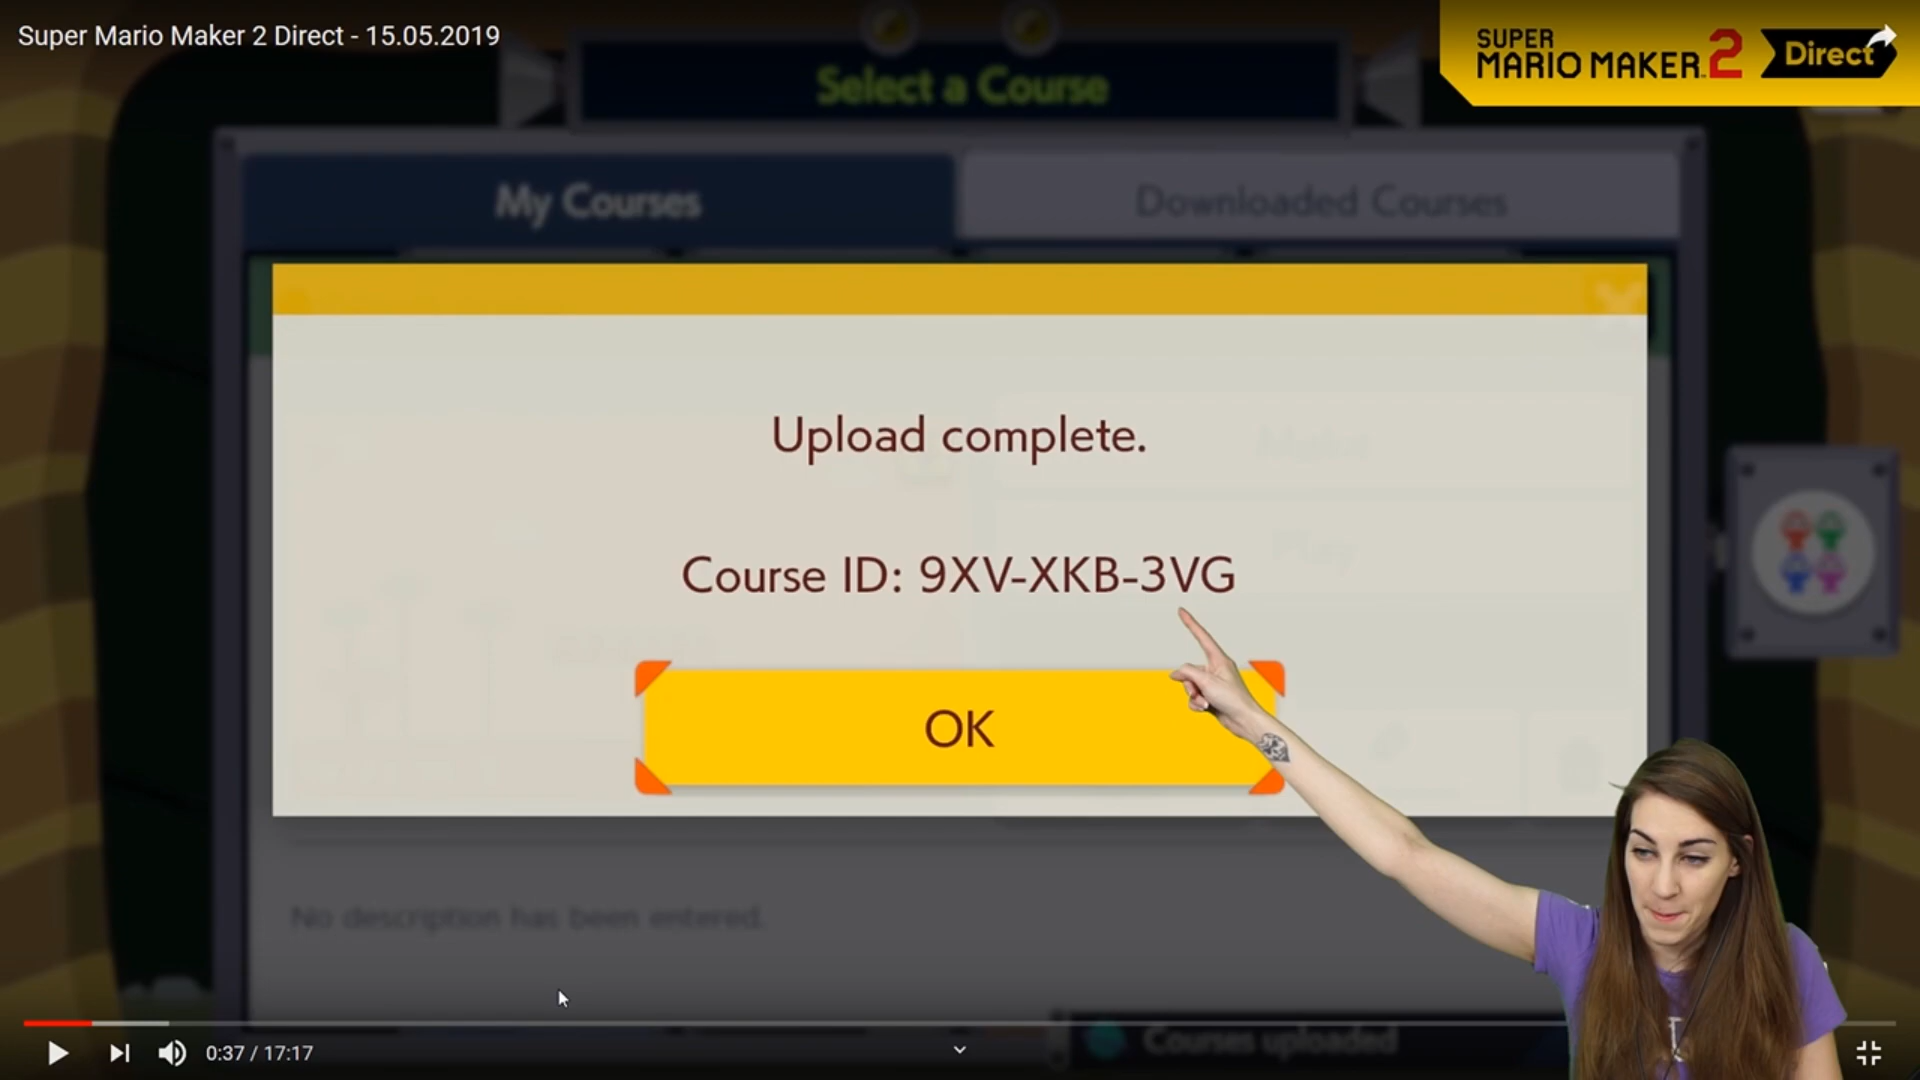 Super Mario Maker 2 Direct - 15.05.2019
SUPER
MARIO MAKER 2
Direct
Select a Course
My Courses
Downloaded Courses
Upload complete.
Make
Course ID: 9XV-XKB-3VG
Play
OK
No description has been entered.
Courses uploaded
0:37 / 17:17